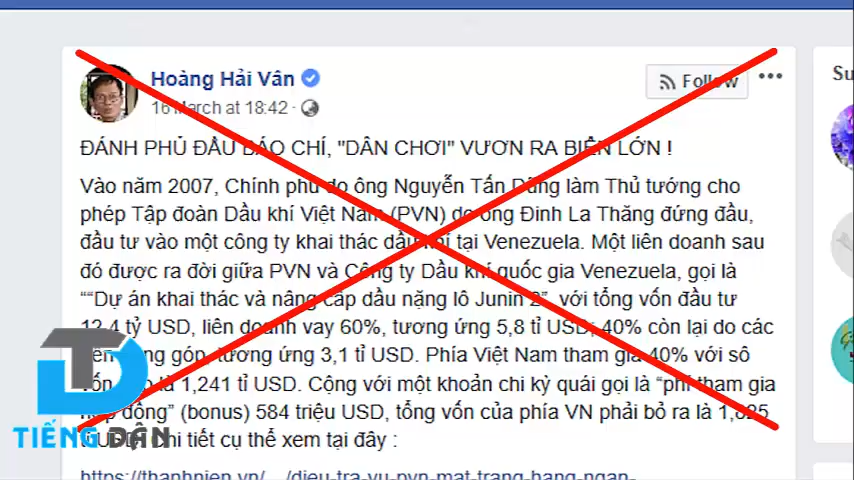 Hoàng Hải Vân
Follow
16 March at 18:42 ·
Su
ĐÁNH PHỦ ĐẦU BÁO CHÍ, "DÂN CHƠI" VƯƠN RA BIỂN LỚN !
Vào năm 2007, Chính phủ do ông Nguyễn Tấn Dũng làm Thủ tướng cho
phép Tập đoàn Dầu khí Việt Nam (PVN) do ông Đinh La Thăng đứng đầu,
đầu tư vào một công ty khai thác dầu khí tại Venezuela. Một liên doanh sau
đó được ra đời giữa PVN và Công ty Dầu khí quốc gia Venezuela, gọi là
““Dự án khai thác và nâng cấp dầu nặng lô Junin 2”, với tổng vốn đầu tư
12,4 tỷ USD, liên doanh vay 60%, tương ứng 5,8 tỉ USD; 40% còn lại do các
bên đóng góp, tương ứng 3,1 tỉ USD. Phía Việt Nam tham gia 40% với số
vốn góp là 1,241 tỉ USD. Cộng với một khoản chi kỳ quái gọi là “phí tham gia
hợp đồng” (bonus) 584 triệu USD, tổng vốn của phía VN phải bỏ ra là 1,825
USD. Chi tiết cụ thể xem tại đây :
https://thanhnien.vn/.../dieu-tra-vu-pvn-mat-trang-hang-ngan-
TD
TIẾNG DÂN